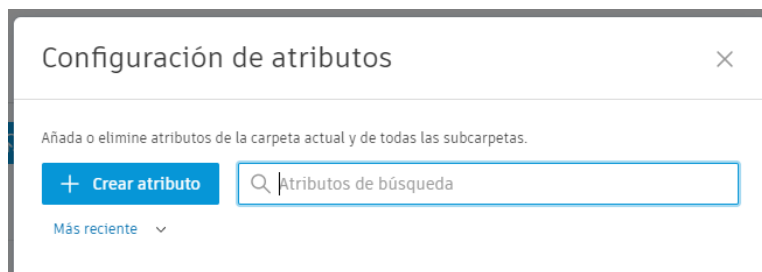 Configuración de atributos
Añada o elimine atributos de la carpeta actual y de todas las subcarpetas.
Crear atributo
Atributos de búsqueda
Más reciente